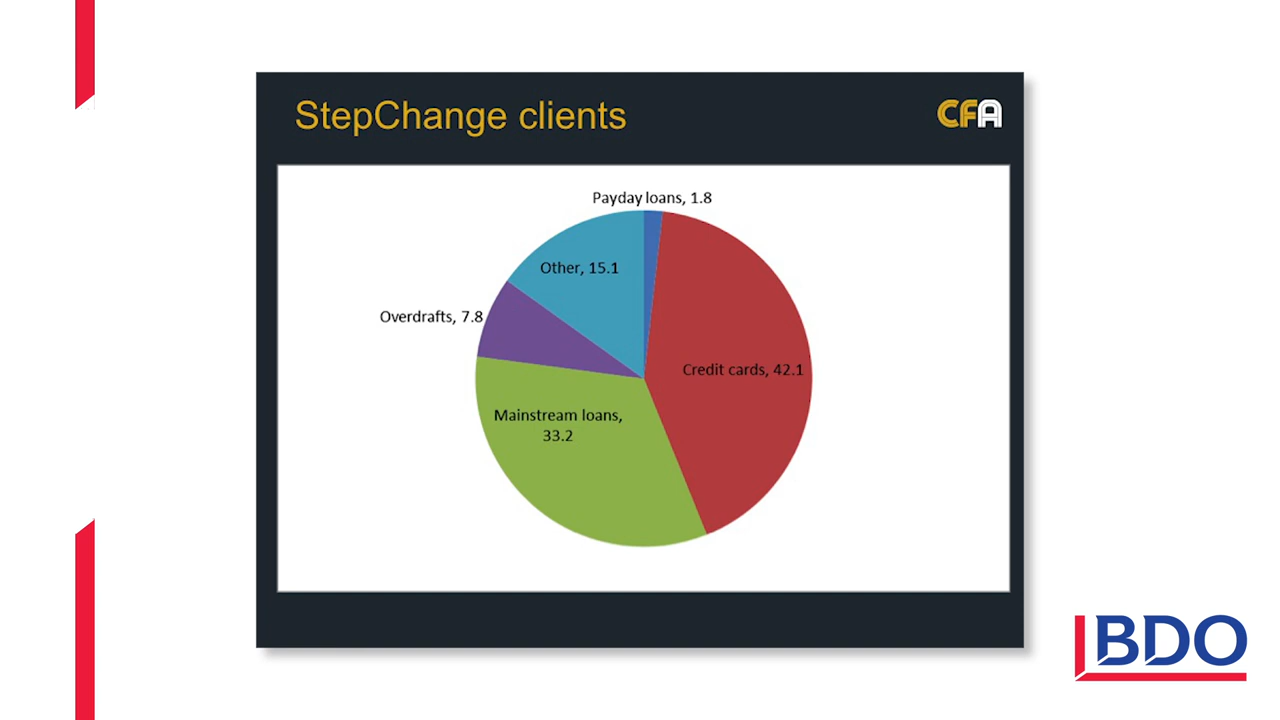 StepChange clients
CFA
Payday loans, 1.8
Other, 15.1
Overdrafts, 7.8
Credit cards, 42.1
Mainstream loans,
33.2
BDO